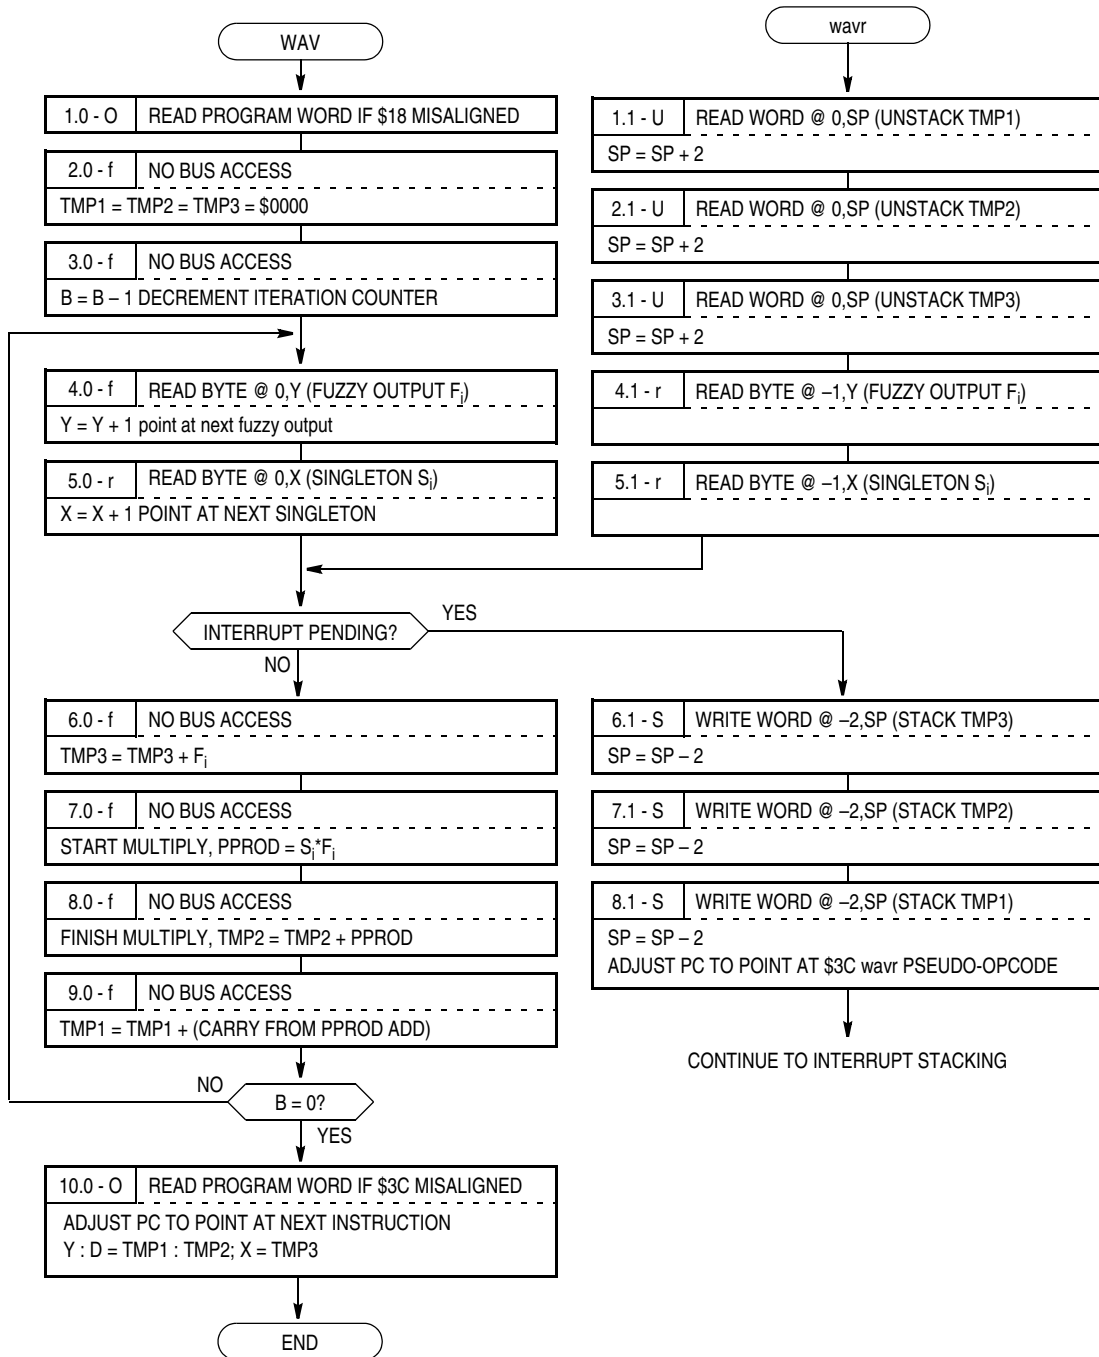 WAV
1.0 - O READ PROGRAM WORD IF $18 MISALIGNED
2.0 - f NO BUS ACCESS
TMP1 = TMP2 = TMP3 = $0000
3.0 - f NO BUS ACCESS
B = B – 1 DECREMENT ITERATION COUNTER
4.0 - f READ BYTE @ 0,Y (FUZZY OUTPUT Fi)
Y = Y + 1 point at next fuzzy output
5.0 - r READ BYTE @ 0,X (SINGLETON Si)
X = X + 1 POINT AT NEXT SINGLETON
wavr
1.1 - U READ WORD @ 0,SP (UNSTACK TMP1)
SP = SP + 2
2.1 - U READ WORD @ 0,SP (UNSTACK TMP2)
SP = SP + 2
3.1 - U READ WORD @ 0,SP (UNSTACK TMP3)
SP = SP + 2
4.1 - r READ BYTE @ –1,Y (FUZZY OUTPUT Fi)
5.1 - r READ BYTE @ –1,X (SINGLETON Si)
INTERRUPT PENDING?
YES
NO
6.0 - f NO BUS ACCESS
TMP3 = TMP3 + Fi
7.0 - f NO BUS ACCESS
START MULTIPLY, PPROD = Si*Fi
8.0 - f NO BUS ACCESS
FINISH MULTIPLY, TMP2 = TMP2 + PPROD
9.0 - f NO BUS ACCESS
TMP1 = TMP1 + (CARRY FROM PPROD ADD)
6.1 - S WRITE WORD @ –2,SP (STACK TMP3)
SP = SP – 2
7.1 - S WRITE WORD @ –2,SP (STACK TMP2)
SP = SP – 2
8.1 - S WRITE WORD @ –2,SP (STACK TMP1)
SP = SP – 2
ADJUST PC TO POINT AT $3C wavr PSEUDO-OPCODE
CONTINUE TO INTERRUPT STACKING
NO
B = 0?
YES
10.0 - O READ PROGRAM WORD IF $3C MISALIGNED
ADJUST PC TO POINT AT NEXT INSTRUCTION
Y : D = TMP1 : TMP2; X = TMP3
END